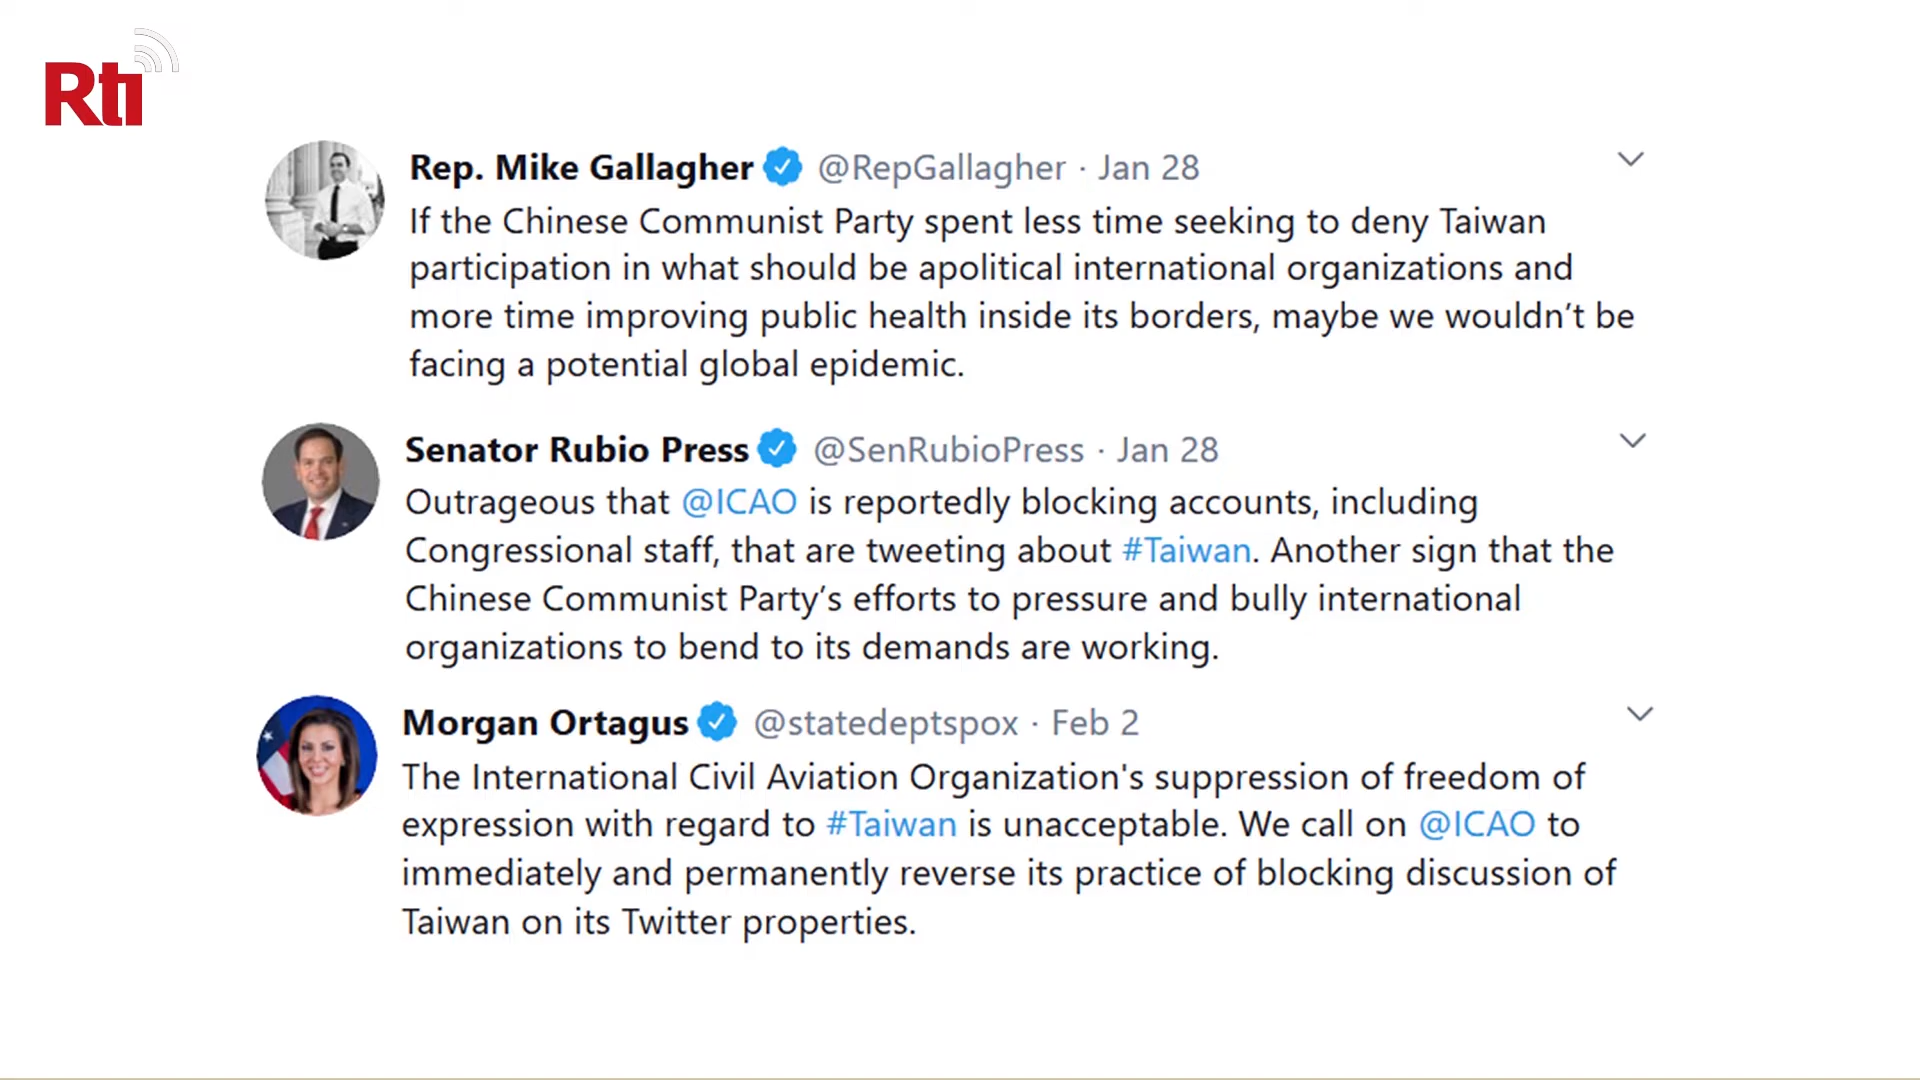 Rti
Rep. Mike Gallagher @RepGallagher · Jan 28
If the Chinese Communist Party spent less time seeking to deny Taiwan
participation in what should be apolitical international organizations and
more time improving public health inside its borders, maybe we wouldn’t be
facing a potential global epidemic.
Senator Rubio Press @SenRubioPress · Jan 28
Outrageous that @ICAO is reportedly blocking accounts, including
Congressional staff, that are tweeting about #Taiwan. Another sign that the
Chinese Communist Party’s efforts to pressure and bully international
organizations to bend to its demands are working.
Morgan Ortagus @statedeptspox · Feb 2
The International Civil Aviation Organization's suppression of freedom of
expression with regard to #Taiwan is unacceptable. We call on @ICAO to
immediately and permanently reverse its practice of blocking discussion of
Taiwan on its Twitter properties.